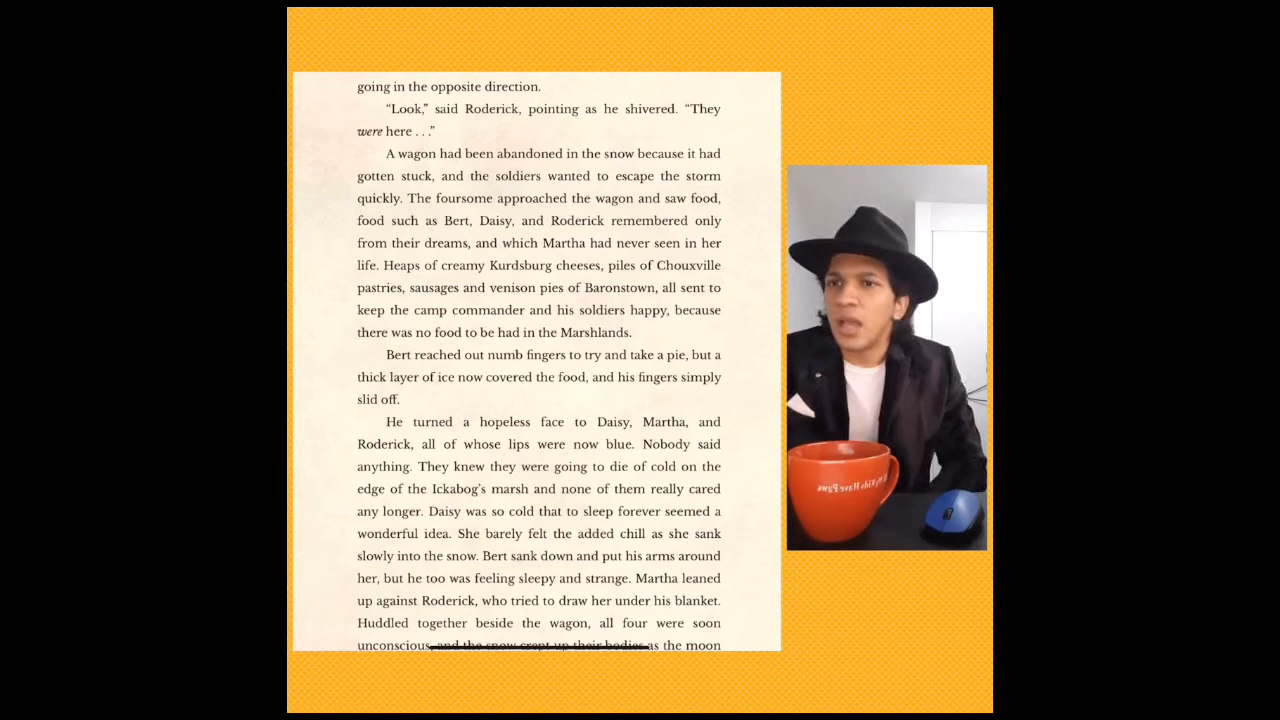 going in the opposite direction.
“Look,” said Roderick, pointing as he shivered. “They
were here . . .”
A wagon had been abandoned in the snow because it had
gotten stuck, and the soldiers wanted to escape the storm
quickly. The foursome approached the wagon and saw food,
food such as Bert, Daisy, and Roderick remembered only
from their dreams, and which Martha had never seen in her
life. Heaps of creamy Kurdsburg cheeses, piles of Chouxville
pastries, sausages and venison pies of Baronstown, all sent to
keep the camp commander and his soldiers happy, because
there was no food to be had in the Marshlands.
Bert reached out numb fingers to try and take a pie, but a
thick layer of ice now covered the food, and his fingers simply
slid off.
He turned a hopeless face to Daisy, Martha, and
Roderick, all of whose lips were now blue. Nobody said
anything. They knew they were going to die of cold on the
edge of the Ickabog’s marsh and none of them really cared
any longer. Daisy was so cold that to sleep forever seemed a
wonderful idea. She barely felt the added chill as she sank
slowly into the snow. Bert sank down and put his arms around
her, but he too was feeling sleepy and strange. Martha leaned
up against Roderick, who tried to draw her under his blanket.
Huddled together beside the wagon, all four were soon
unconscious, and the snow crept up their bodies as the moon
My Kids Have Paws